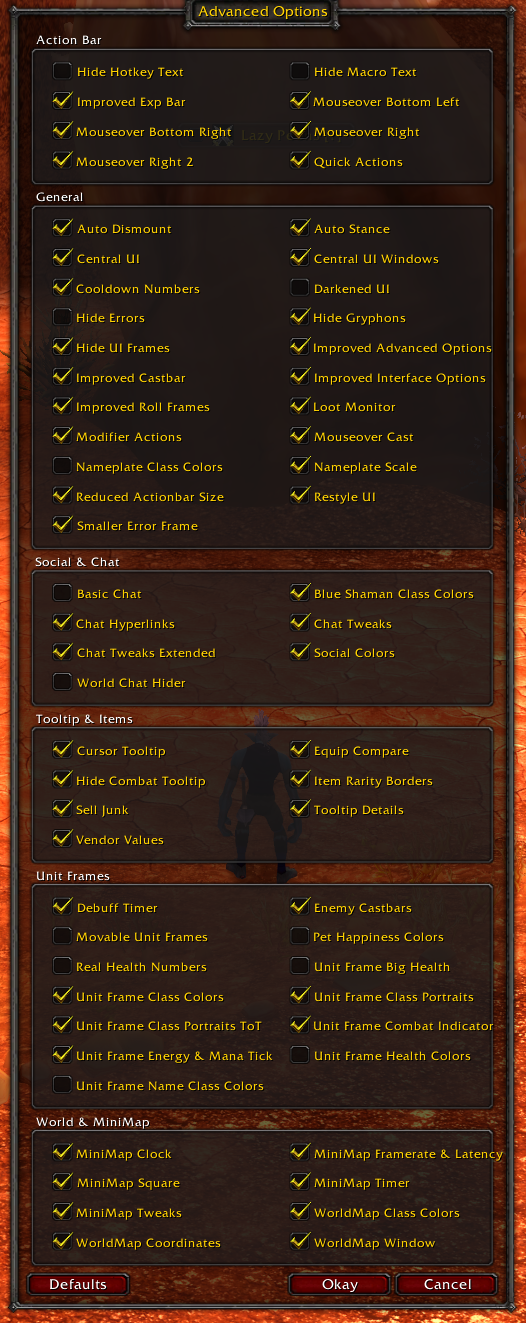 Advanced Options
Action Bar
Hide Hotkey Text Hide Macro Text
Improved Exp Bar Mouseover Bottom Left
Mouseover Bottom Right Mouseover Right
Mouseover Right 2 Quick Actions
General
Auto Dismount Auto Stance
Central UI Central UI Windows
Cooldown Numbers Darkened UI
Hide Errors Hide Gryphons
Hide UI Frames Improved Advanced Options
Improved Castbar Improved Interface Options
Improved Roll Frames Loot Monitor
Modifier Actions Mouseover Cast
Nameplate Class Colors Nameplate Scale
Reduced Actionbar Size Restyle UI
Smaller Error Frame
Social & Chat
Basic Chat Blue Shaman Class Colors
Chat Hyperlinks Chat Tweaks
Chat Tweaks Extended Social Colors
World Chat Hider
Tooltip & Items
Cursor Tooltip Equip Compare
Hide Combat Tooltip Item Rarity Borders
Sell Junk Tooltip Details
Vendor Values
Unit Frames
Debuff Timer Enemy Castbars
Movable Unit Frames Pet Happiness Colors
Real Health Numbers Unit Frame Big Health
Unit Frame Class Colors Unit Frame Class Portraits
Unit Frame Class Portraits ToT Unit Frame Combat Indicator
Unit Frame Energy & Mana Tick Unit Frame Health Colors
Unit Frame Name Class Colors
World & MiniMap
MiniMap Clock MiniMap Framerate & Latency
MiniMap Square MiniMap Timer
MiniMap Tweaks WorldMap Class Colors
WorldMap Coordinates WorldMap Window
Defaults Okay Cancel